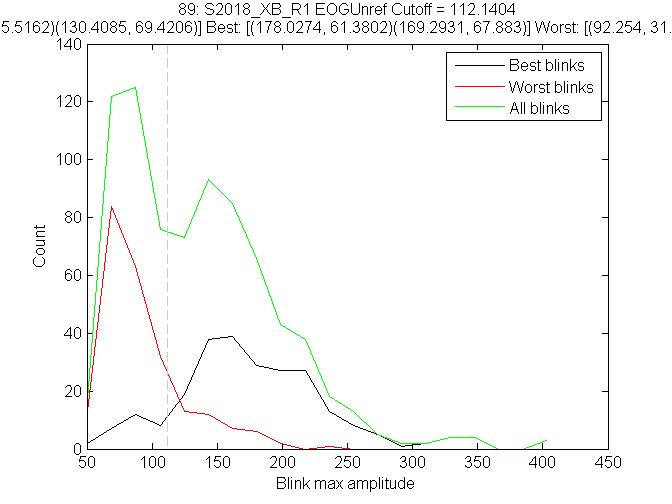 89: S2018_XB_R1 EOGUnref Cutoff = 112.1404
5.5162)(130.4085, 69.4206)] Best: [(178.0274, 61.3802)(169.2931, 67.883)] Worst: [(92.254, 31.
140
120
100
80
60
40
20
0
Count
Best blinks
Worst blinks
All blinks
50 100 150 200 250 300 350 400 450
Blink max amplitude